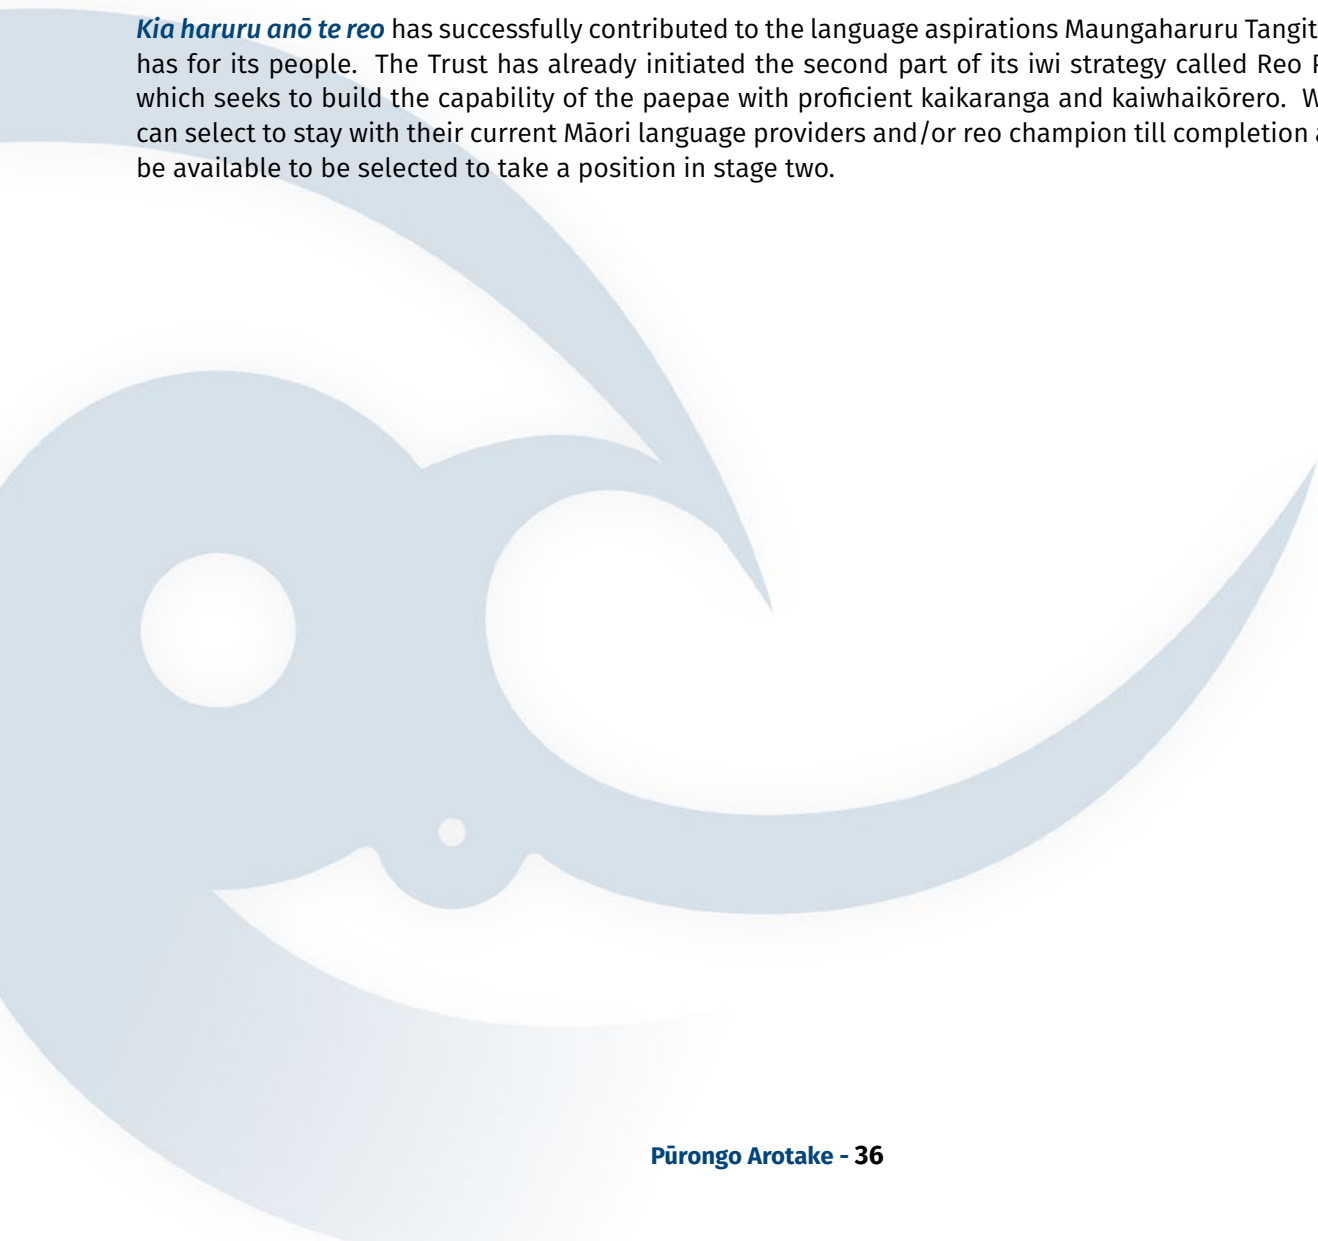 Kia haruru anō te reo has successfully contributed to the language aspirations Maungaharuru
has for its people. The Trust has already initiated the second part of its iwi strategy called Reo
which seeks to build the capability of the paepae with proficient kaikaranga and kaiwhaikōrero.
can select to stay with their current Māori language providers and/or reo champion till completion
be available to be selected to take a position in stage two.
Pūrongo Arotake - 36